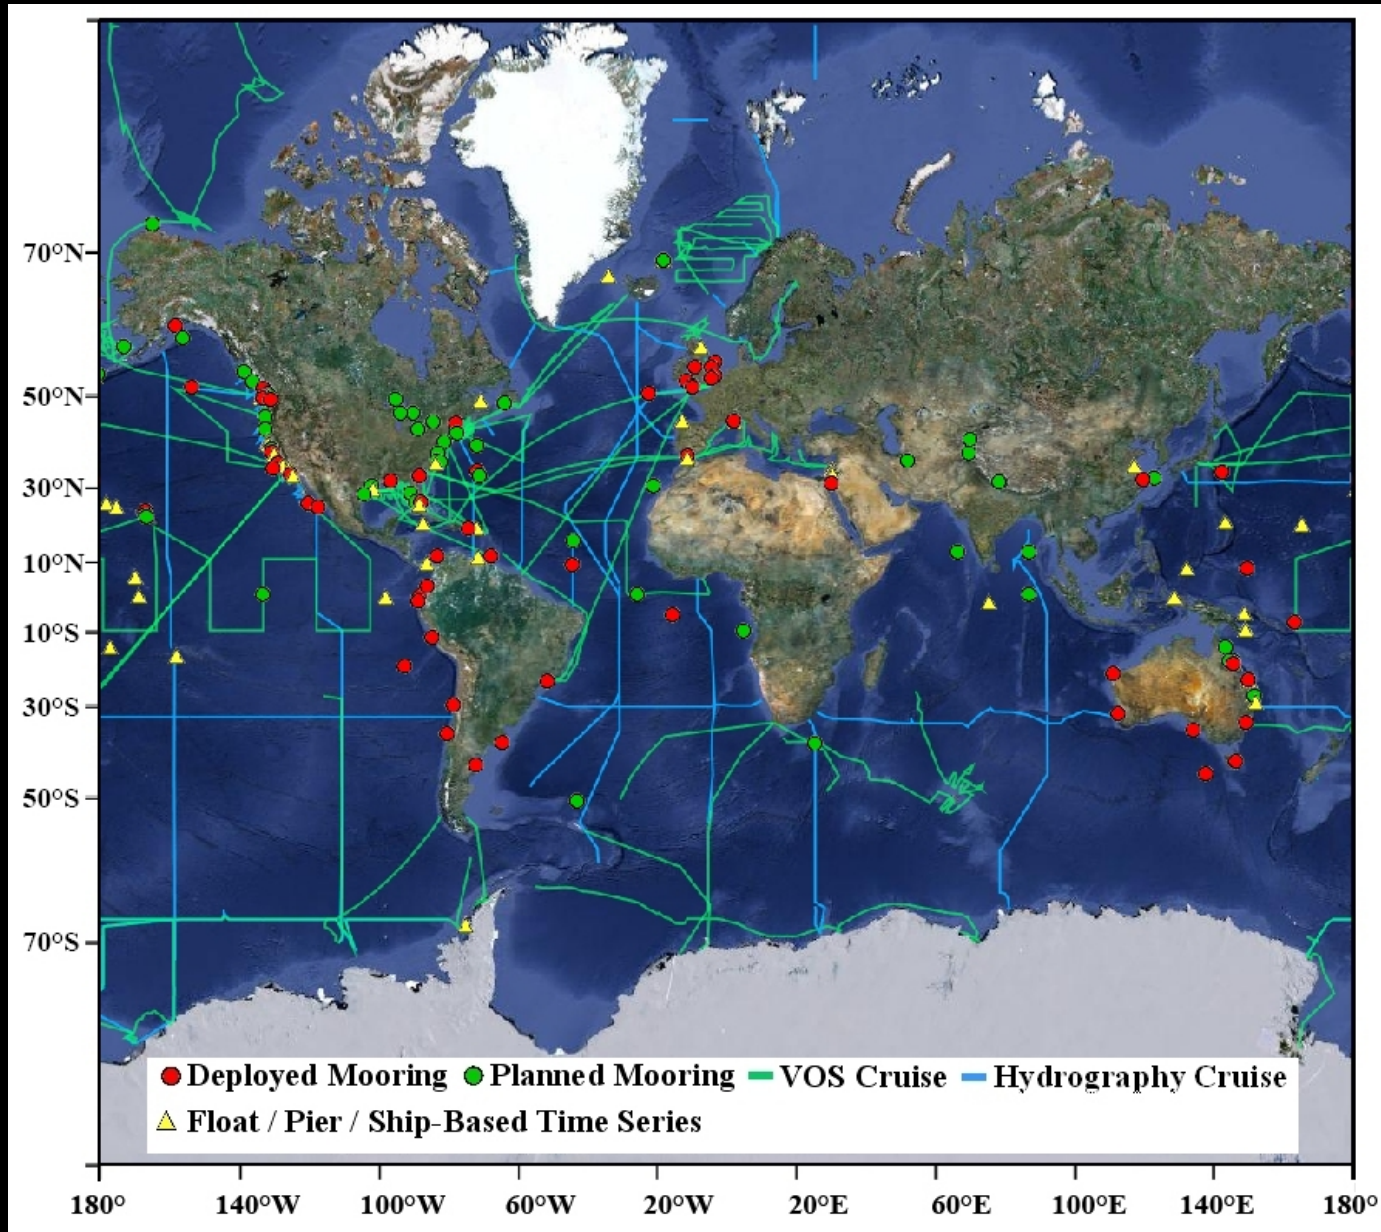 70°N
50°N
30°N
10°N
10°S
30°S
50°S
70°S
Deployed Mooring Planned Mooring VOS Cruise Hydrography Cruise
Float / Pier / Ship-Based Time Series
180° 140°W 100°W 60°W 20°W 20°E 60°E 100°E 140°E 180°